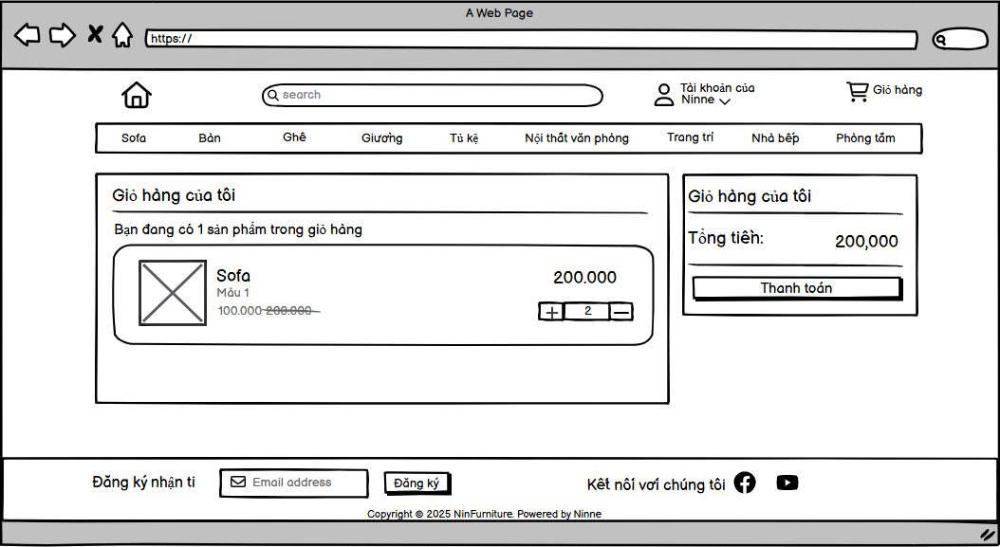 A Web Page
https://
search
Tài khoản của
Ninne
Giỏ hàng
Sofa Bàn Ghế Giường Tủ kệ Nội thất văn phòng Trang trí Nhà bếp Phòng tắm
Giỏ hàng của tôi
Bạn đang có 1 sản phẩm trong giỏ hàng
Sofa
Màu 1
100.000 200.000
200.000
+ 2 —
Giỏ hàng của tôi
Tổng tiền: 200,000
Thanh toán
Đăng ký nhận ti
Email address
Đăng ký
Kết nối với chúng tôi
Copyright © 2025 NinFurniture. Powered by Ninne